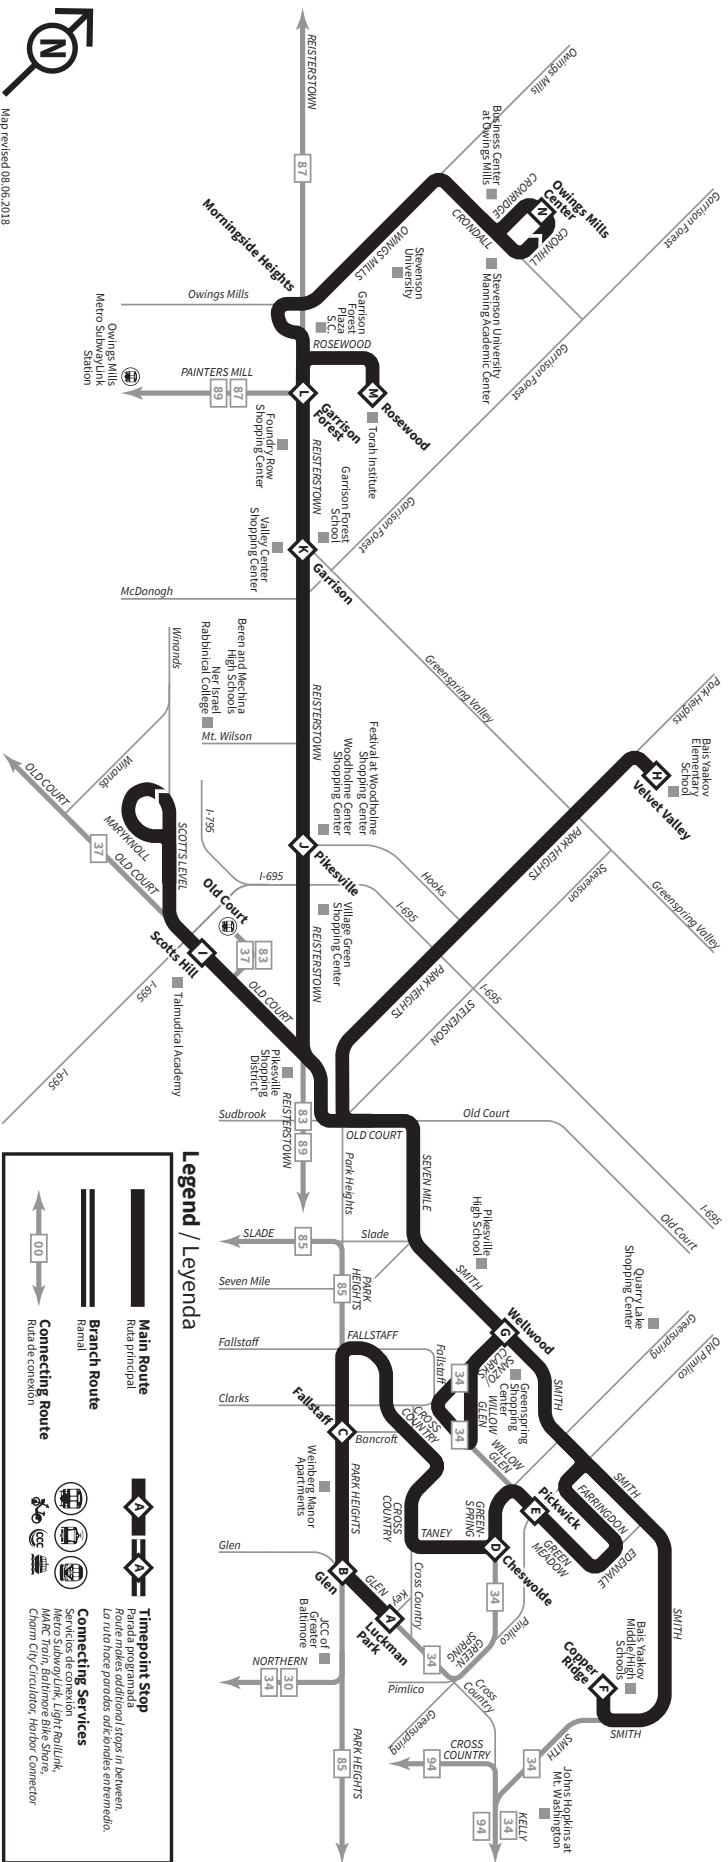 N
Map revised 08.06.2018
REISTERSTOWN
87
Owings Mills
Business Center
at Owings Mills
CRONRIDGE
N
Owings Mills
Center
CRONHILL
CRONDALL
Garrison Forest
Morningside Heights
OWINGS MILLS
Stevenson
University
Stevenson University
Manning Academic Center
Owings Mills
Garrison
Forest
Plaza
S.C.
ROSEWOOD
Garrison Forest
Owings Mills
Metro SubwayLink
Station
PAINTERS MILL
89
87
L
Garrison
Forest
M
Rosewood
Foundry Row
Shopping Center
REISTERSTOWN
Torah Institute
Garrison Forest
School
Garrison Forest
Valley Center
Shopping Center
K
Garrison
McDonogh
Winands
Beren and Mechina
High Schools
Ner Israel
Rabbinical College
REISTERSTOWN
Greenspring Valley
Park Heights
Mt. Wilson
Festival at Woodholme
Shopping Center
Woodholme Center
Shopping Center
Bais Yaakov
Elementary
School
H
Velvet Valley
OLD COURT
Winands
37
MARYKNOLL
SCOTTS LEVEL
OLD COURT
I-795
J
Pikesville
Hooks
PARK HEIGHTS
Stevenson
Greenspring Valley
I-695
I-695
Old Court
Village Green
Shopping Center
REISTERSTOWN
37
83
Scotts Hill
I
OLD COURT
I-695
Talmudical Academy
PARK HEIGHTS
STEVENSON
I-695
I-695
Pikesville
Shopping
District
REISTERSTOWN
83
89
Sudbrook
OLD COURT
Old Court
Park Heights
SEVEN MILE
I-695
Old Court
SLADE
85
Slade
Pikesville
High School
Seven Mile
PARK
HEIGHTS
85
SMITH
Quarry Lake
Shopping Center
Fallstaff
FALLSTAFF
Fallstaff
G
Wellwood
SANZO/
CLARKS
34
Greenspring
Shopping
Center
Greenspring
Old Pimlico
Clarks
CROSS
COUNTRY
WILLOW
GLEN
34
SMITH
Fallstaff
C
Bancroft
WILLOW
GLEN
SMITH
Weinberg Manor
Apartments
PARK HEIGHTS
CROSS
COUNTRY
GREEN-
SPRING
Pickwick
E
FARRINGDON
EDENVALE
GREEN
MEADOW
TANEY
D
Cheswolde
Glen
Glen
B
GLEN
Key
Cross Country
34
Pimlico
A
Luckman
Park
JCC of
Greater
Baltimore
34
GREEN-
SPRING
NORTHERN
34
30
Pimlico
Cross
Country
Greenspring
Copper
Ridge
F
Bais Yaakov
Middle/High
Schools
SMITH
SMITH
SMITH
34
PARK HEIGHTS
85
CROSS
COUNTRY
94
94
34
KELLY
Johns Hopkins at
Mt. Washington
Legend / Leyenda
Main Route
Ruta principal
Branch Route
Ramal
00
Connecting Route
Ruta de conexion
A
A
Timepoint Stop
Parada programada
Route makes additional stops in between.
La ruta hace paradas adicionales entremedio.
CCC
Connecting Services
Servicios de conexión
Metro SubwayLink, Light RailLink,
MARC Train, Baltimore Bike Share,
Charm City Circulator, Harbor Connector